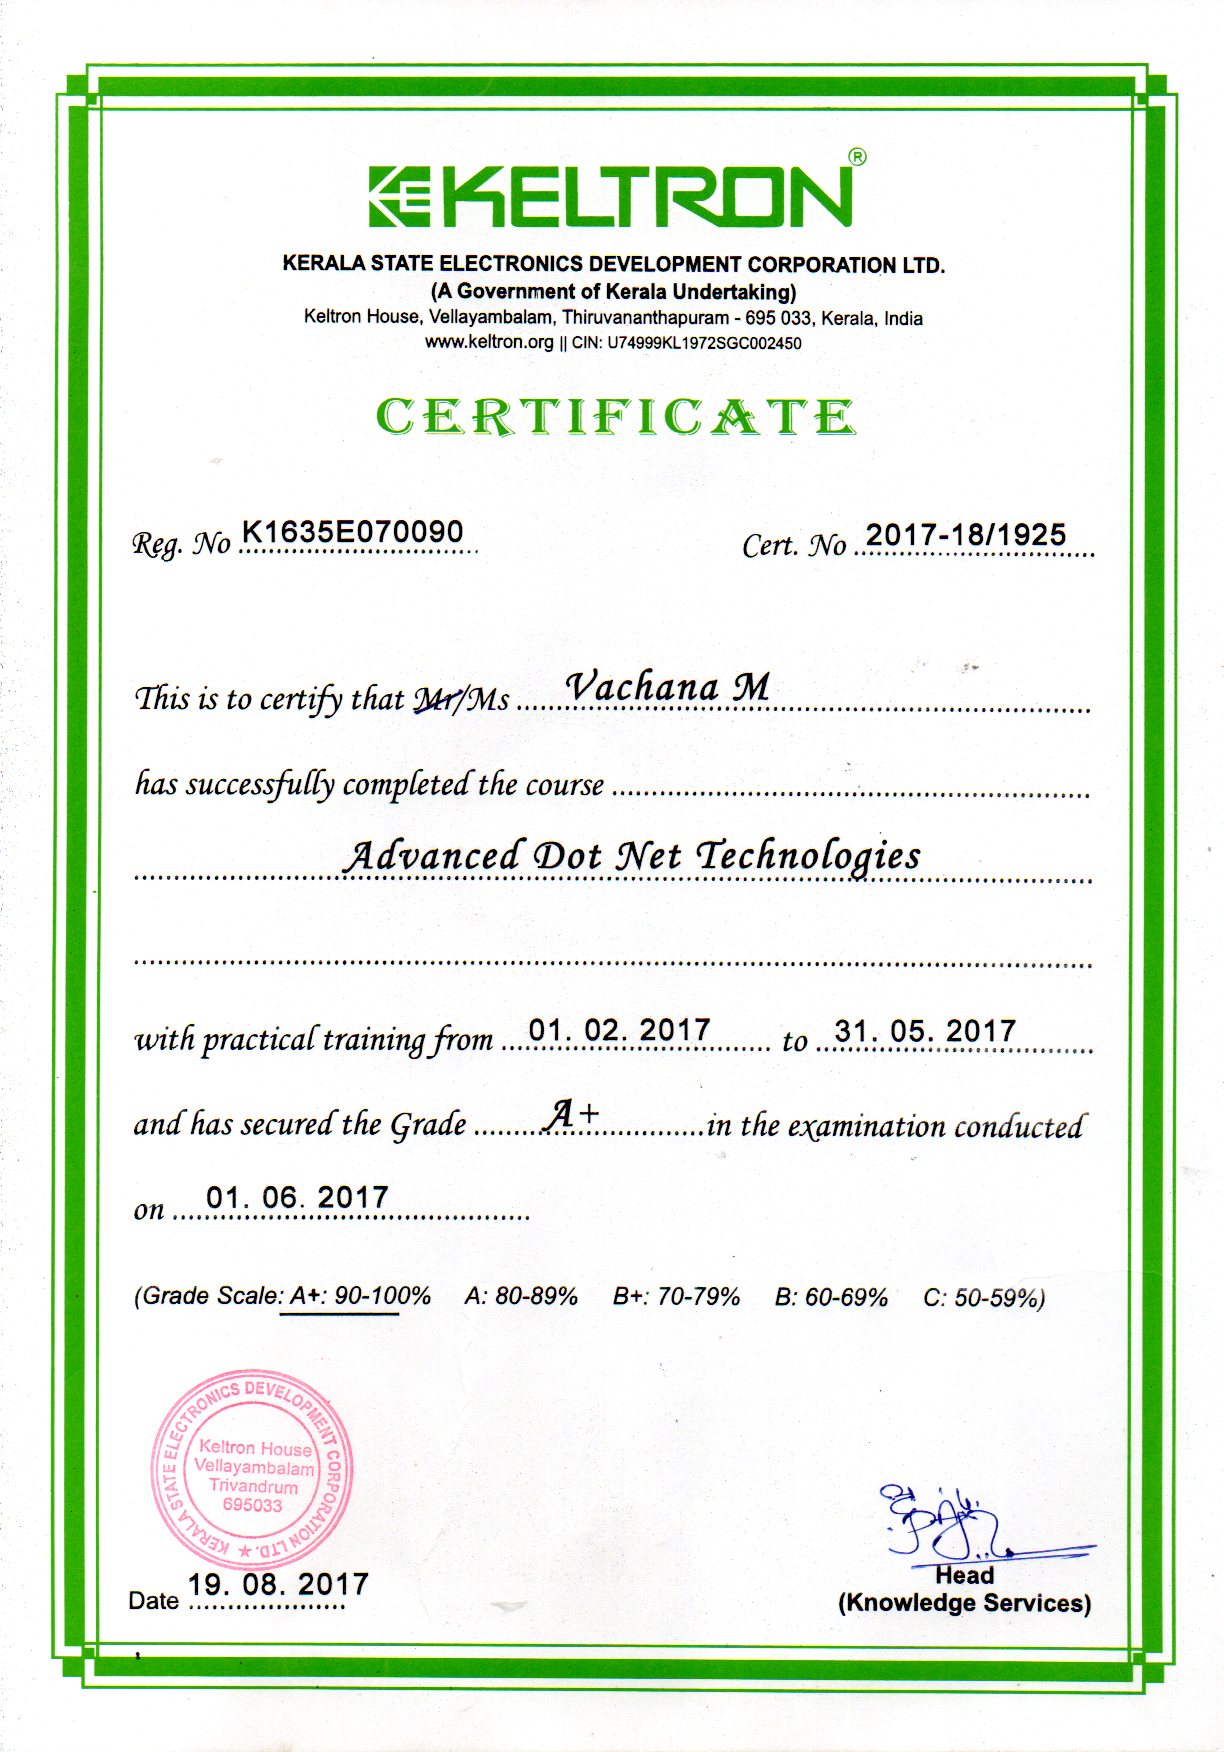 KELTRON®
KERALA STATE ELECTRONICS DEVELOPMENT CORPORATION LTD.
(A Government of Kerala Undertaking)
Keltron House, Vellayambalam, Thiruvananthapuram - 695 033, Kerala, India
www.keltron.org || CIN: U74999KL1972SGC002450
CERTIFICATE
Reg. No K1635E070090 Cert. No 2017-18/1925
This is to certify that Mr/Ms Vachana M
has successfully completed the course
Advanced Dot Net Technologies
with practical training from 01. 02. 2017 to 31. 05. 2017
and has secured the Grade A+ in the examination conducted
on 01. 06. 2017
(Grade Scale: A+: 90-100% A: 80-89% B+: 70-79% B: 60-69% C: 50-59%)
KERALA STATE ELECTRONICS DEVELOPMENT CORPORATION LTD. ★
Keltron House
Vellayambalam
Trivandrum
695033
Date 19. 08. 2017
Head
(Knowledge Services)